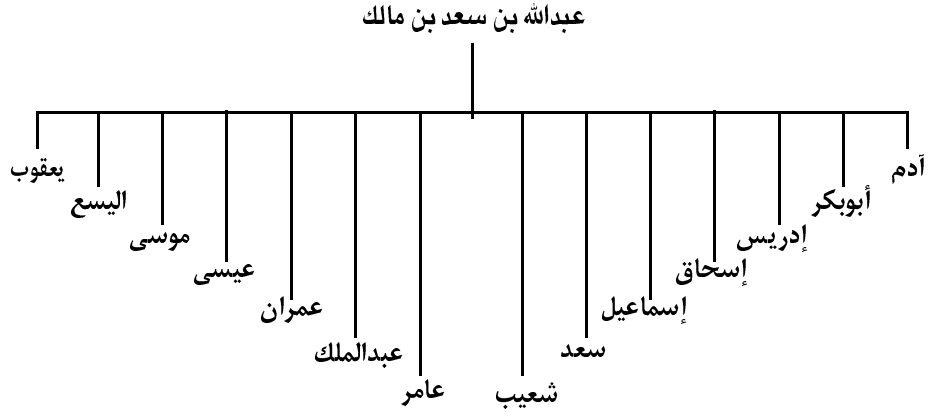 عبدالله بن سعد بن مالك
آدم
أبوبكر
إدريس
إسحاق
إسماعيل
سعد
شعيب
عامر
عبدالملك
عمران
عيسى
موسى
اليسع
يعقوب